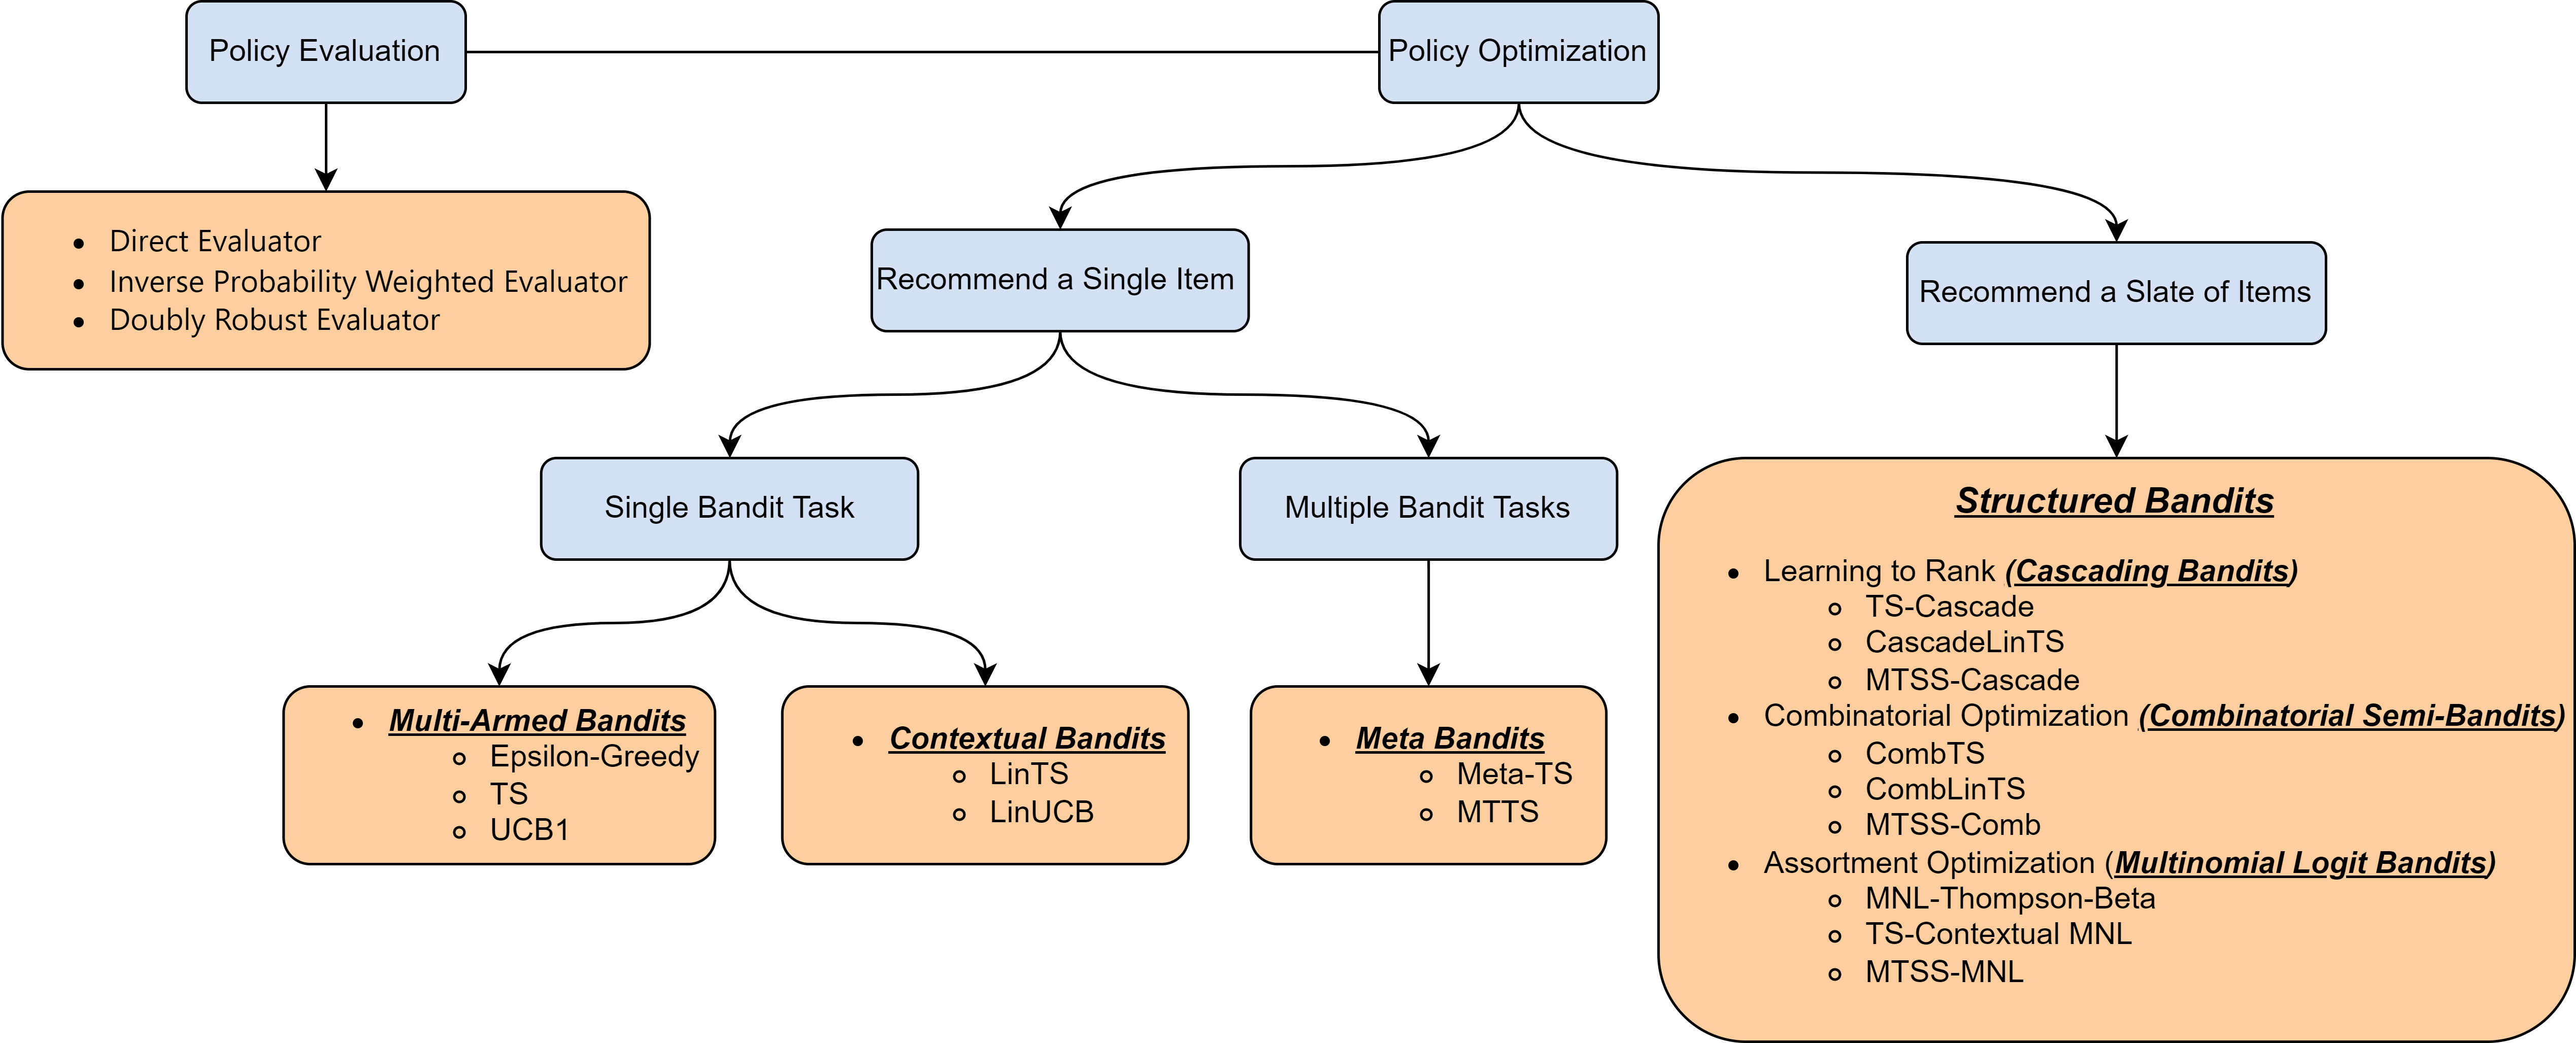 Policy Evaluation
Policy Optimization
Direct Evaluator
Inverse Probability Weighted Evaluator
Doubly Robust Evaluator
Recommend a Single Item
Recommend a Slate of Items
Single Bandit Task
Multiple Bandit Tasks
Multi-Armed Bandits
Epsilon-Greedy
TS
UCB1
Contextual Bandits
LinTS
LinUCB
Meta Bandits
Meta-TS
MTTS
Structured Bandits
Learning to Rank (Cascading Bandits)
TS-Cascade
CascadeLinTS
MTSS-Cascade
Combinatorial Optimization (Combinatorial Semi-Bandits)
CombTS
CombLinTS
MTSS-Comb
Assortment Optimization (Multinomial Logit Bandits)
MNL-Thompson-Beta
TS-Contextual MNL
MTSS-MNL